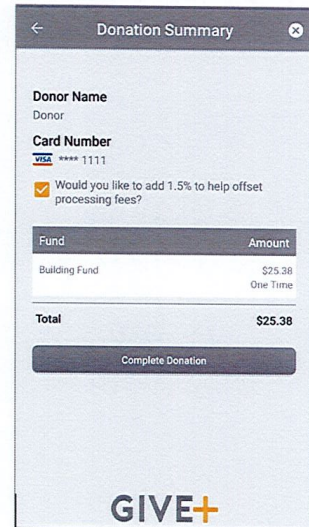 Donation Summary
Donor Name
Donor
Card Number
VISA **** 1111
Would you like to add 1.5% to help offset
processing fees?
Fund Amount
Building Fund $25.38
One Time
Total $25.38
Complete Donation
GIVE+